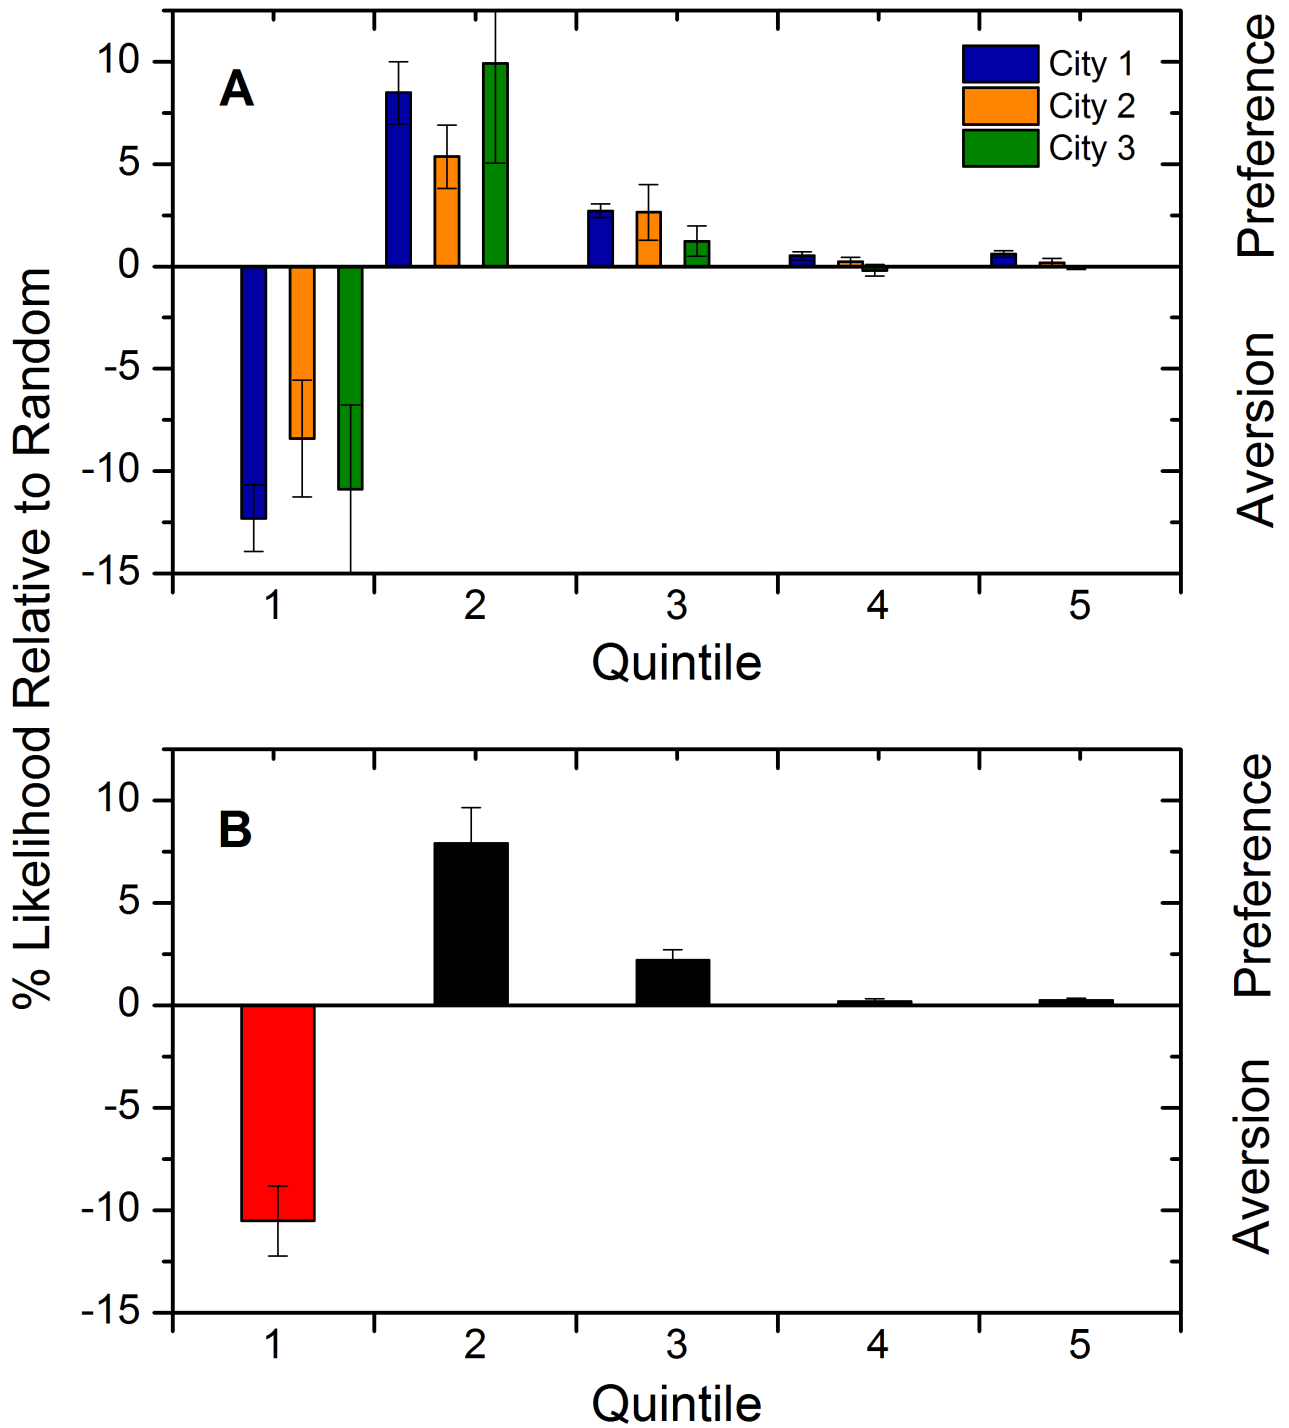 % Likelihood Relative to Random
A
City 1
City 2
City 3
10
5
0
-5
-10
-15
1 2 3 4 5
Quintile
Preference
Aversion
B
10
5
0
-5
-10
-15
1 2 3 4 5
Quintile
Preference
Aversion